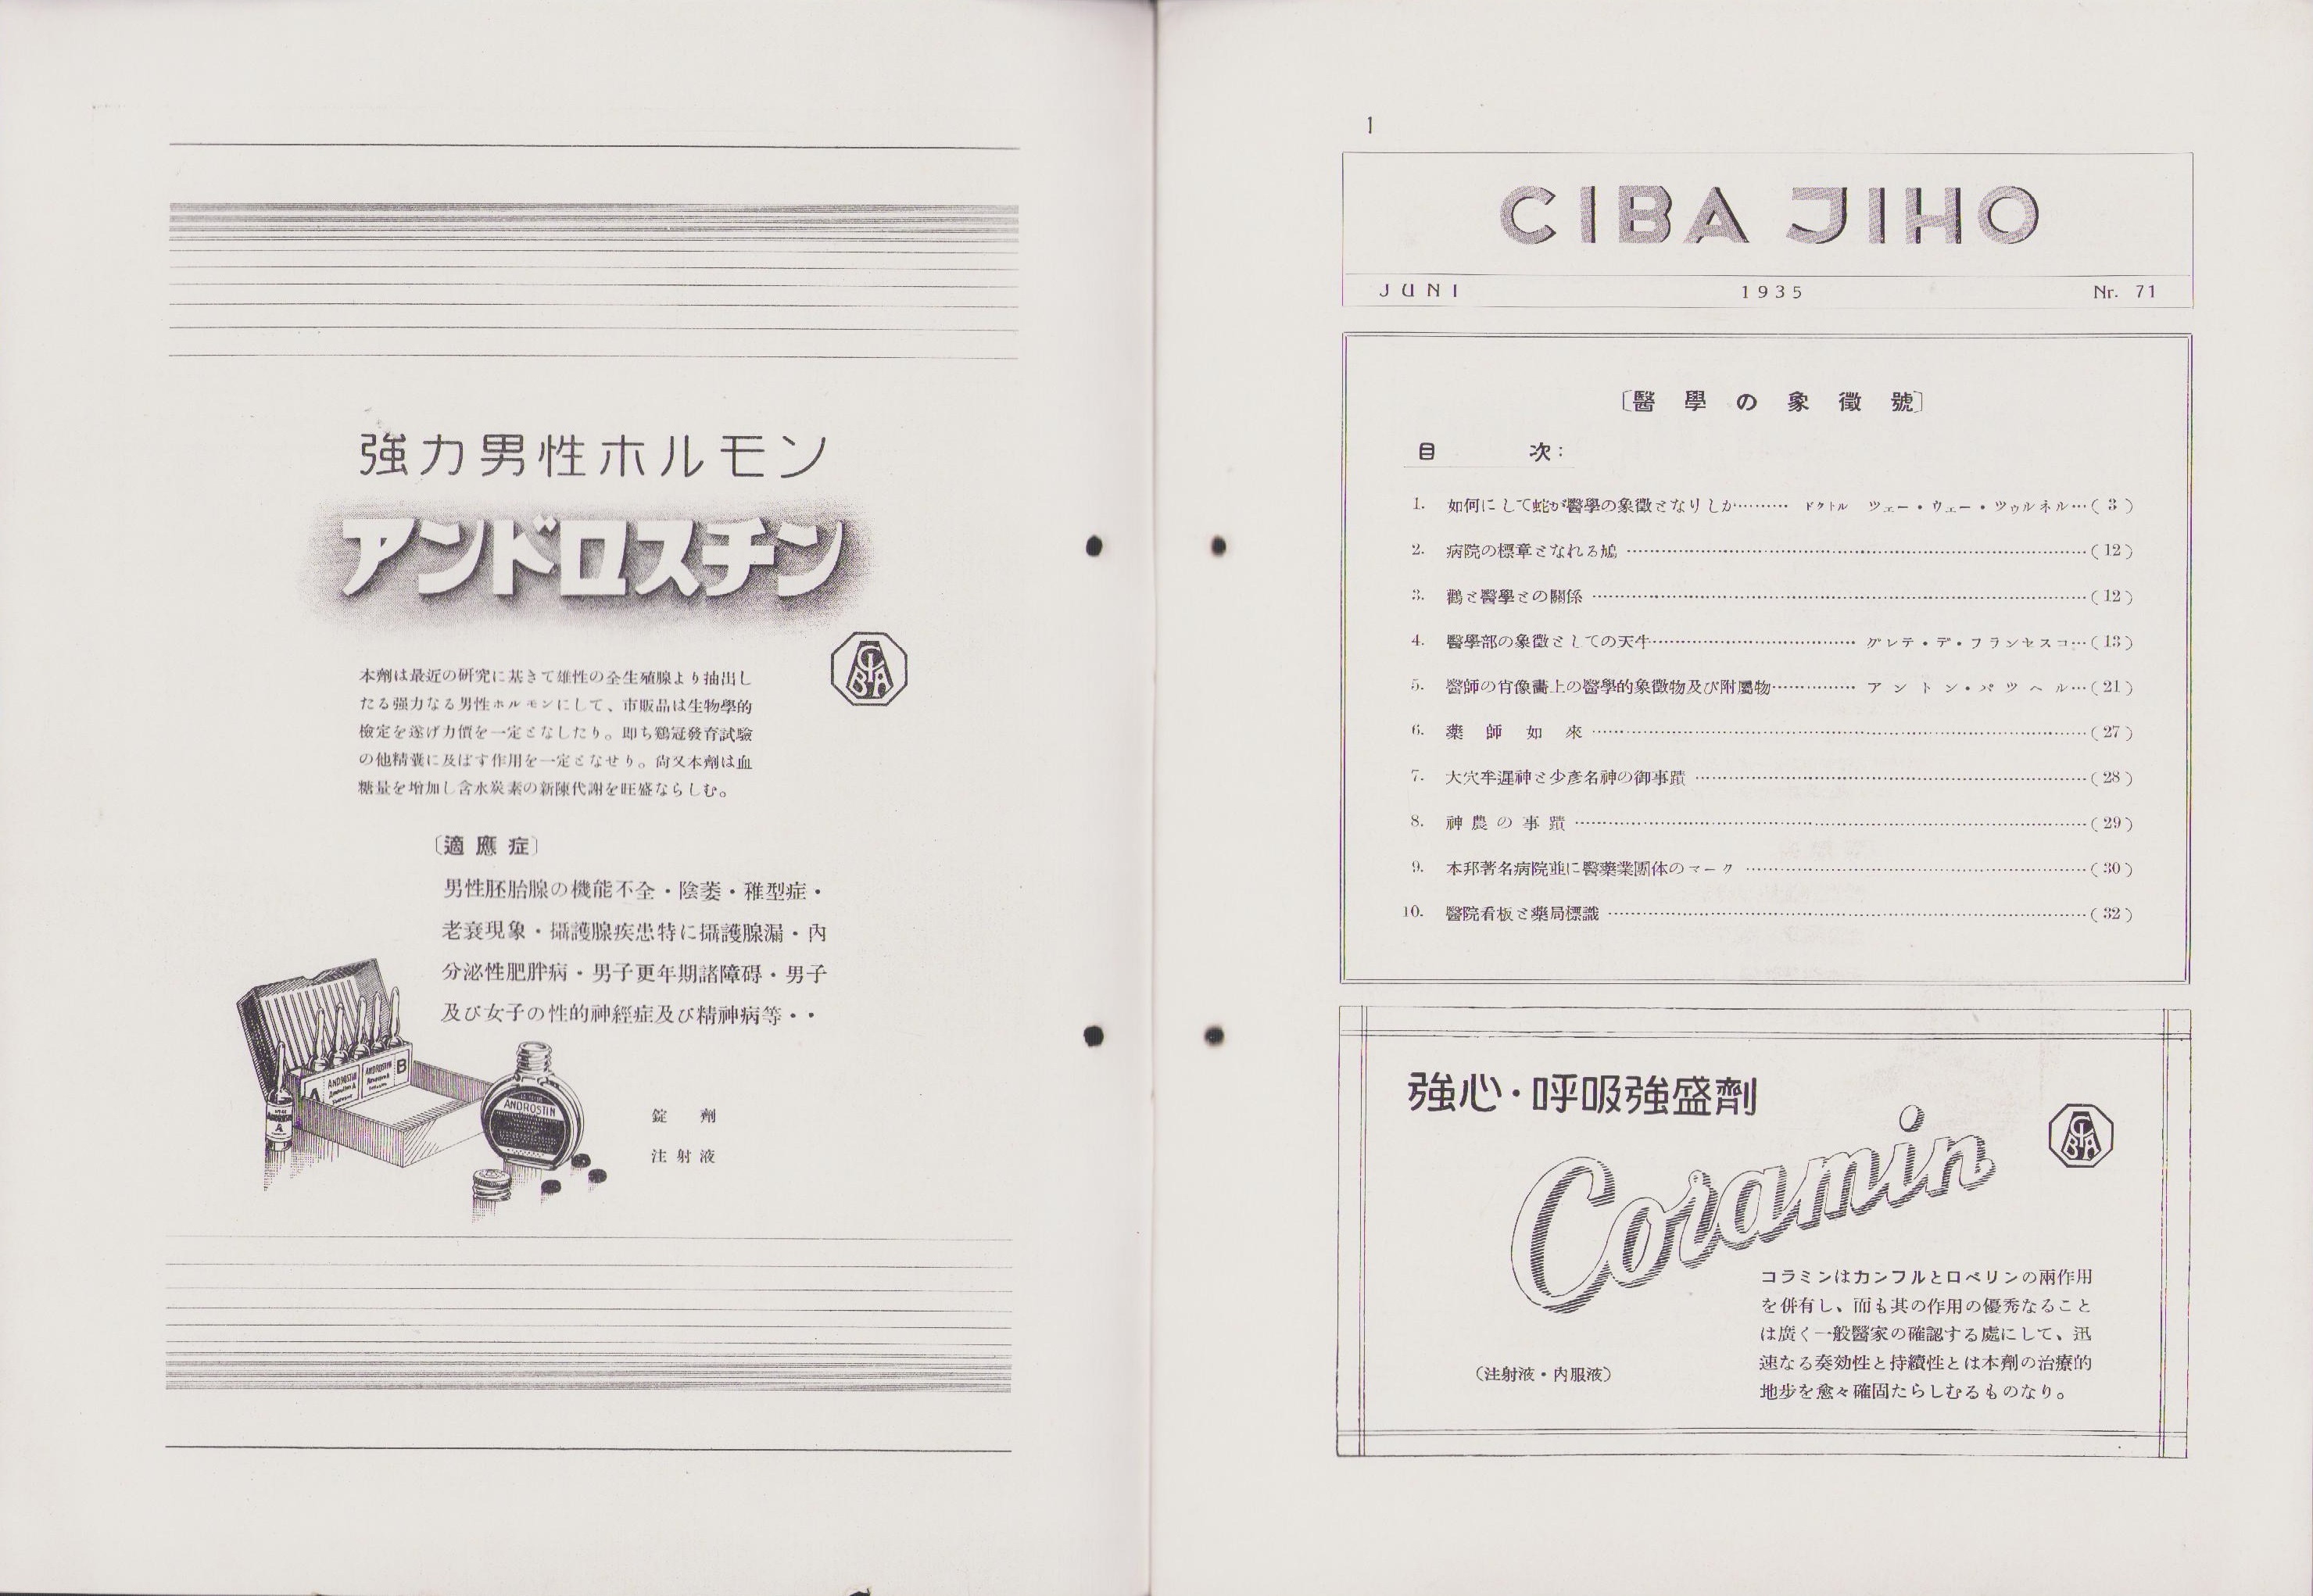 強力男性ホルモン
アンドロスチン
CIBA
本劑は最近の研究に基きて雄性の全生殖腺より抽出し
たる强力なる男性ホルモンにして、市販品は生物學的
檢定を遂げ力價を一定となしたり。即ち鷄冠發育試驗
の他精囊に及ぼす作用を一定となせり。尙又本劑は血
糖量を增加し含水炭素の新陳代謝を旺盛ならしむ。
〔適應症〕
男性胚胎腺の機能不全・陰萎・稚型症・
老衰現象・攝護腺疾患特に攝護腺漏・內
分泌性肥胖病・男子更年期諸障碍・男子
及び女子の性的神經症及び精神病等・・
A ANDROSTIN ANDROSTIN B
ANDROSTIN
A
ANDROSTIN
錠劑
注射液
1
CIBA JIHO
JUNI 1935 Nr. 71
〔醫學の象徵號〕
目次:
1. 如何にして蛇が醫學の象徵となりしか……… ドクトル ツェー・ウェー・ツゥルネル…( 3 )
2. 病院の標章となれる鳩 ……(12)
3. 鸛と醫學との關係 ……(12)
4. 醫學部の象徵としての天牛…… グレテ・デ・フランセスコ…(13)
5. 醫師の肖像畫上の醫學的象徵物及び附屬物…… アントン・パツヘル…(21)
6. 藥師如來 ……(27)
7. 大穴牟遲神と少彥名神の御事蹟 ……(28)
8. 神農の事蹟 ……(29)
9. 本邦著名病院並に醫藥業團体のマーク ……(30)
10. 醫院看板と藥局標識 ……(32)
強心・呼吸強盛劑
Coramin
CIBA
コラミンはカンフルとロベリンの兩作用
を併有し、而も其の作用の優秀なること
は廣く一般醫家の確認する處にして、迅
速なる奏効性と持續性とは本劑の治療的
地步を愈々確固たらしむるものなり。
（注射液・內服液）